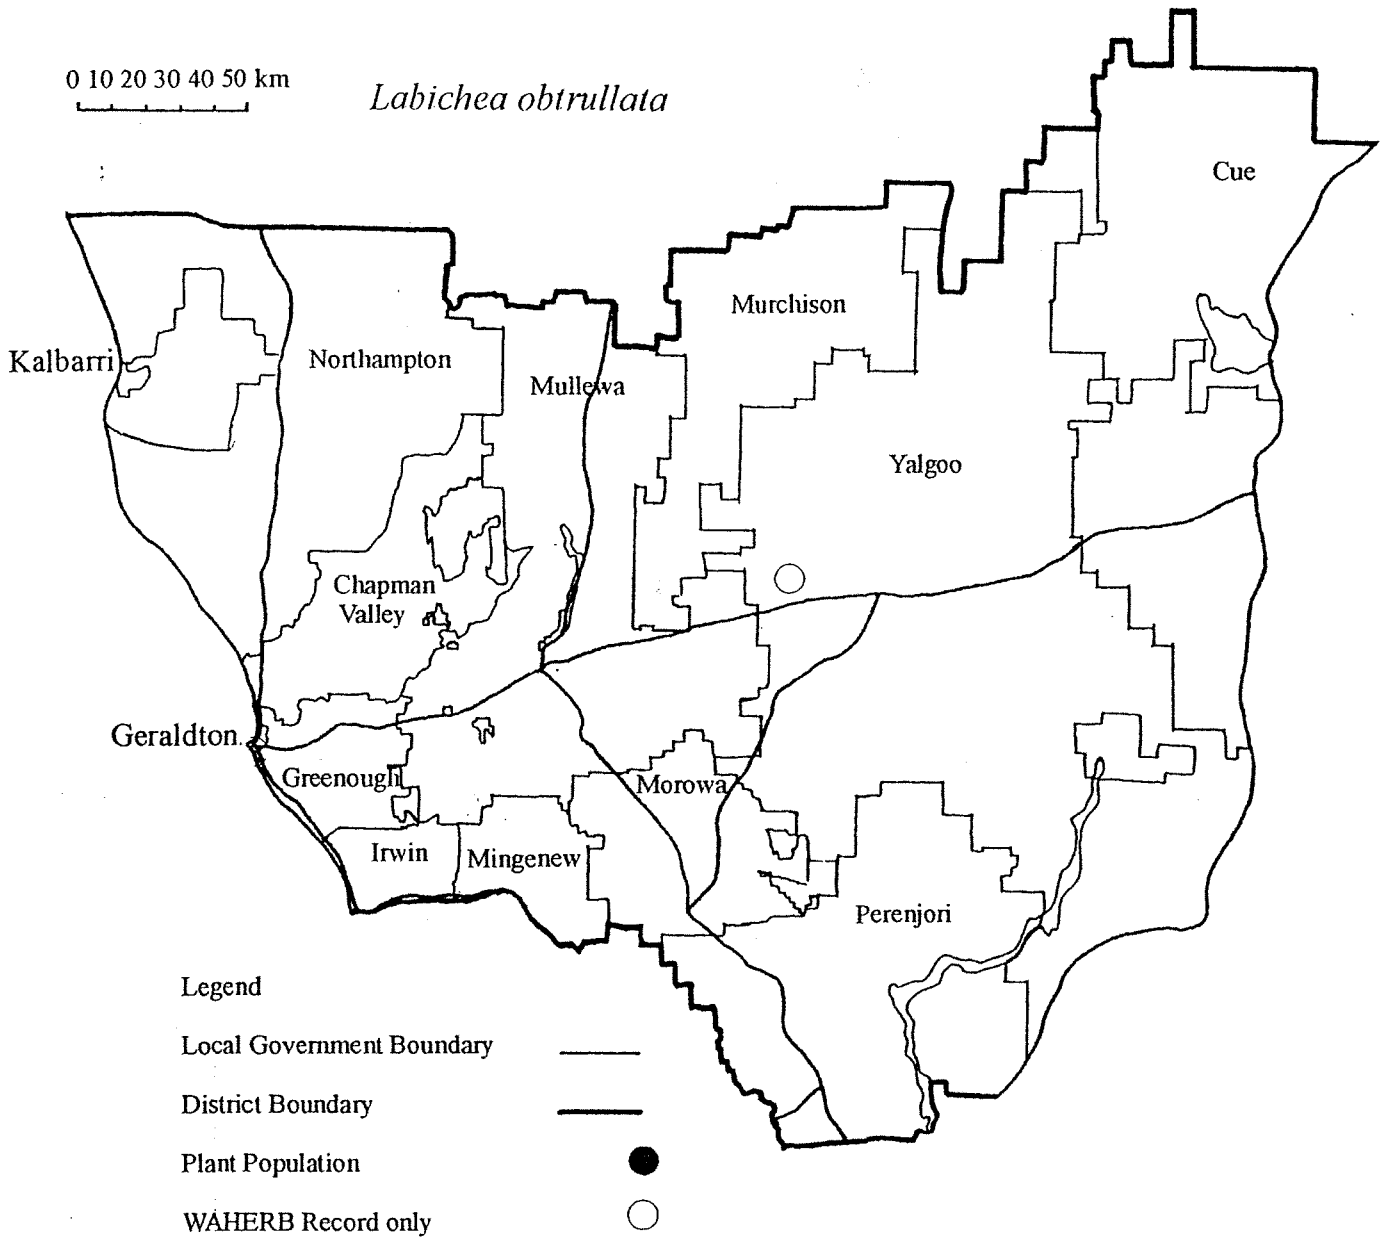 0 10 20 30 40 50 km
Labichea obtrullata
Cue
Murchison
Kalbarri
Northampton
Mullewa
Yalgoo
Chapman
Valley
Geraldton
Greenough
Morowa
Irwin
Mingenew
Perenjori
Legend
Local Government Boundary
District Boundary
Plant Population
WAHERB Record only